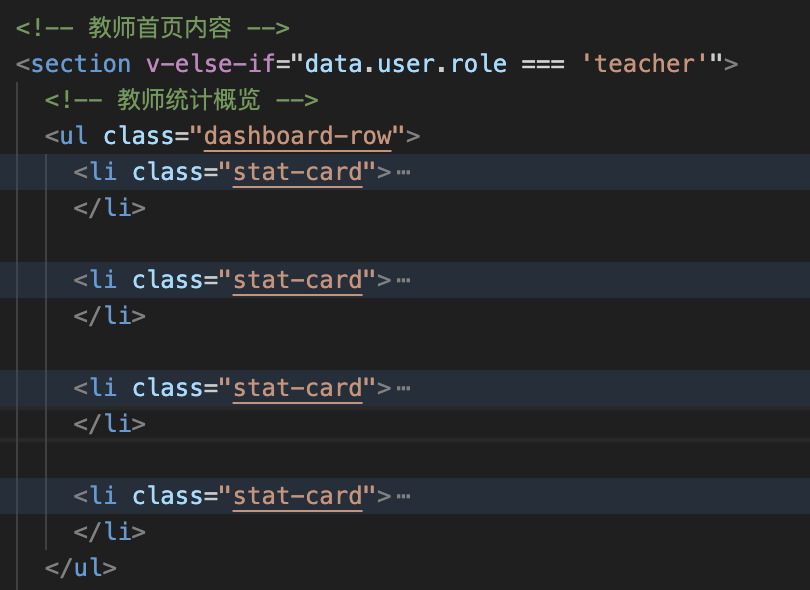 <!-- 教师首页内容 -->
<section v-else-if="data.user.role === 'teacher'">
<!-- 教师统计概览 -->
<ul class="dashboard-row">
<li class="stat-card">…
</li>
<li class="stat-card">…
</li>
<li class="stat-card">…
</li>
<li class="stat-card">…
</li>
</ul>